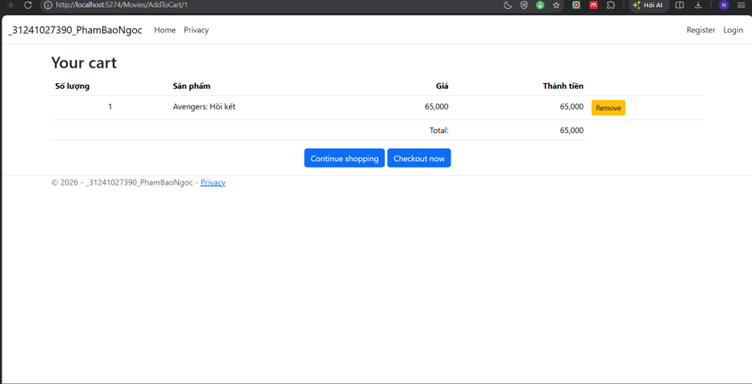 http://localhost:5274/Movies/AddToCart/1
N
Hỏi AI
_31241027390_PhamBaoNgoc Home Privacy Register Login
Your cart
Số lượng Sản phẩm Giá Thành tiền
1 Avengers: Hồi kết 65,000 65,000 Remove
Total: 65,000
Continue shopping Checkout now
© 2026 - _31241027390_PhamBaoNgoc - Privacy